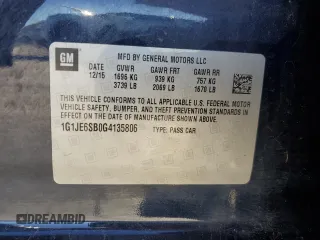 GM
MFD BY GENERAL MOTORS LLC
DATE GVWR GAWR FRT GAWR RR
12/15 1696 KG 939 KG 757 KG
3739 LB 2069 LB 1670 LB
THIS VEHICLE CONFORMS TO ALL APPLICABLE U.S. FEDERAL MOTOR
VEHICLE SAFETY, BUMPER, AND THEFT PREVENTION STANDARDS
IN EFFECT ON THE DATE OF MANUFACTURE SHOWN ABOVE.
1G1JE6SB0G4135806 TYPE: PASS CAR
© DEALERBID